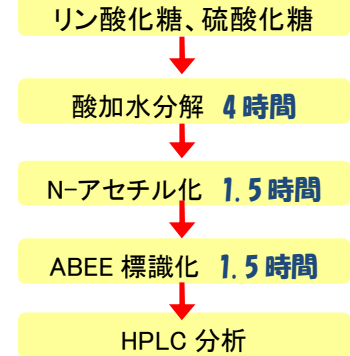 リン酸化糖、硫酸化糖
酸加水分解 4時間
N-アセチル化 1.5時間
ABEE 標識化 1.5時間
HPLC 分析